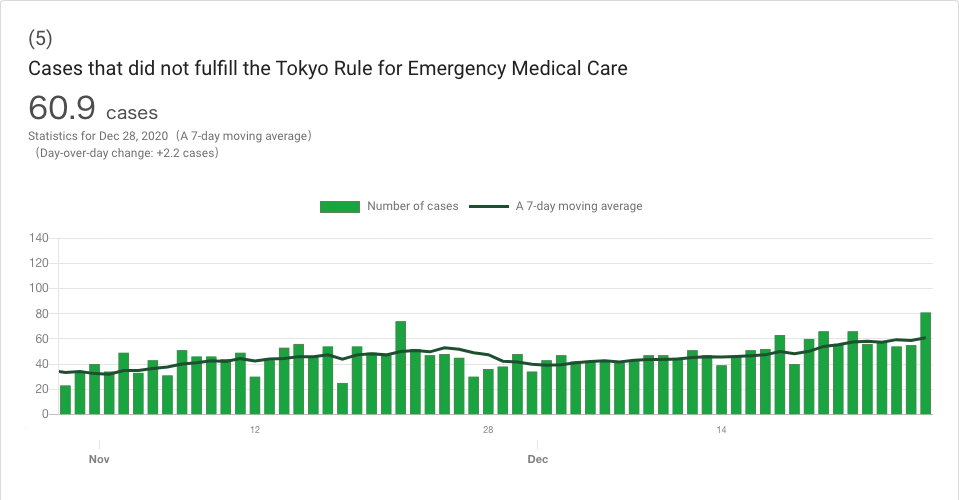 (5)
Cases that did not fulfill the Tokyo Rule for Emergency Medical Care
60.9 cases
Statistics for Dec 28, 2020 (A 7-day moving average)
(Day-over-day change: +2.2 cases)
Number of cases A 7-day moving average
140
120
100
80
60
40
20
0
12 28 14
Nov Dec